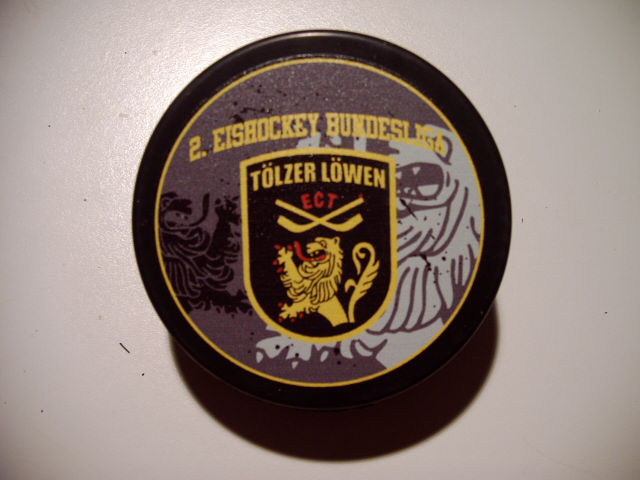 2. EISHOCKEY BUNDESLIGA
TÖLZER LÖWEN
ECT